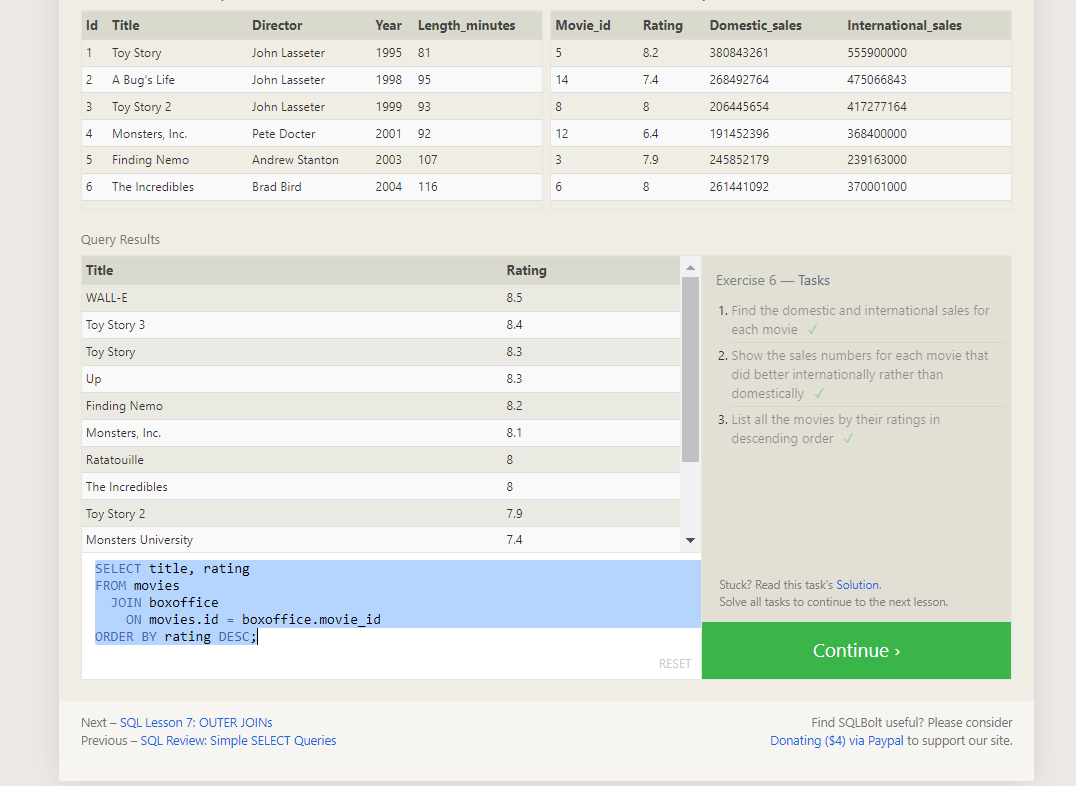 Id Title Director Year Length_minutes
1 Toy Story John Lasseter 1995 81
2 A Bug's Life John Lasseter 1998 95
3 Toy Story 2 John Lasseter 1999 93
4 Monsters, Inc. Pete Docter 2001 92
5 Finding Nemo Andrew Stanton 2003 107
6 The Incredibles Brad Bird 2004 116
Movie_id Rating Domestic_sales International_sales
5 8.2 380843261 555900000
14 7.4 268492764 475066843
8 8 206445654 417277164
12 6.4 191452396 368400000
3 7.9 245852179 239163000
6 8 261441092 370001000
Query Results
Title Rating
WALL-E 8.5
Toy Story 3 8.4
Toy Story 8.3
Up 8.3
Finding Nemo 8.2
Monsters, Inc. 8.1
Ratatouille 8
The Incredibles 8
Toy Story 2 7.9
Monsters University 7.4
SELECT title, rating
FROM movies
JOIN boxoffice
ON movies.id = boxoffice.movie_id
ORDER BY rating DESC;
RESET
Exercise 6 — Tasks
1. Find the domestic and international sales for
each movie ✓
2. Show the sales numbers for each movie that
did better internationally rather than
domestically ✓
3. List all the movies by their ratings in
descending order ✓
Stuck? Read this task's Solution.
Solve all tasks to continue to the next lesson.
Continue ›
Next – SQL Lesson 7: OUTER JOINs
Previous – SQL Review: Simple SELECT Queries
Find SQLBolt useful? Please consider
Donating ($4) via Paypal to support our site.